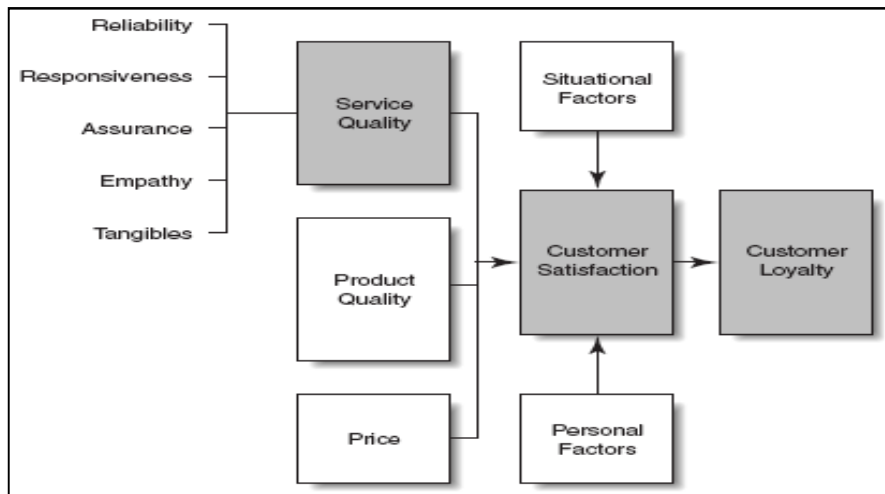 Reliability
Responsiveness
Assurance
Empathy
Tangibles
Service
Quality
Product
Quality
Price
Situational
Factors
Customer
Satisfaction
Personal
Factors
Customer
Loyalty